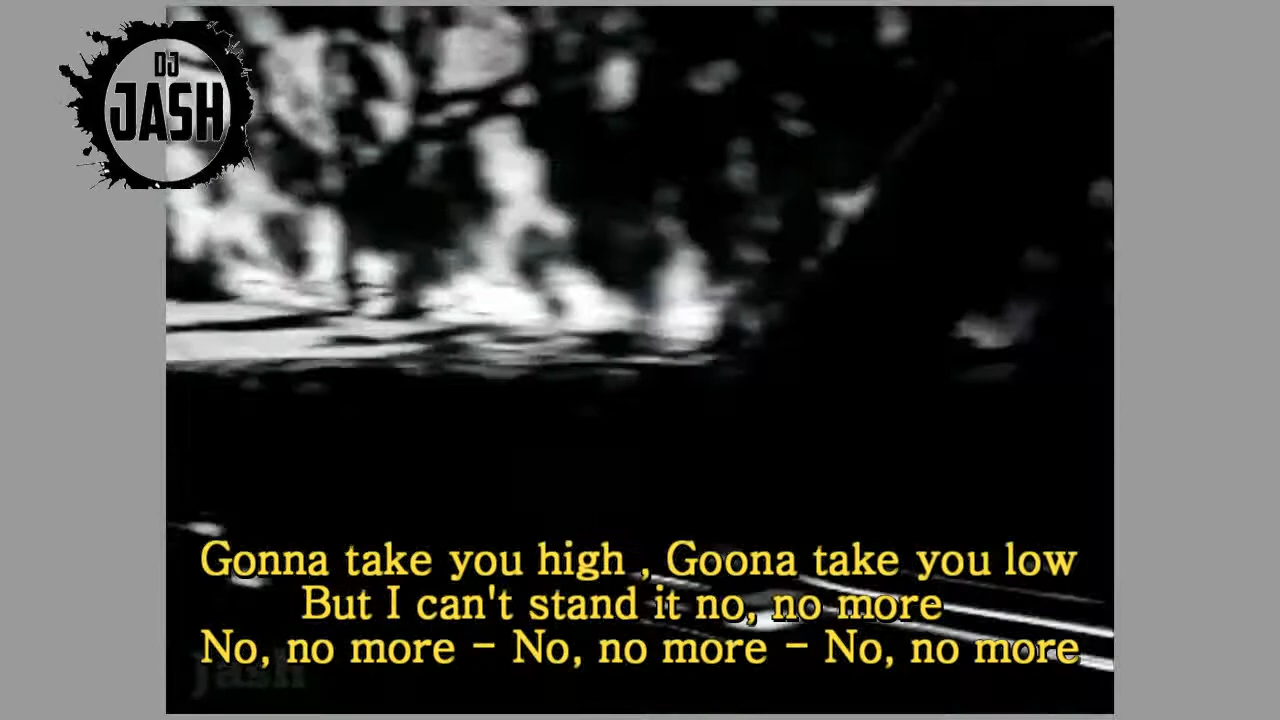 DJ
JASH
Gonna take you high , Goona take you low
But I can't stand it no, no more
No, no more - No, no more - No, no more
Jash